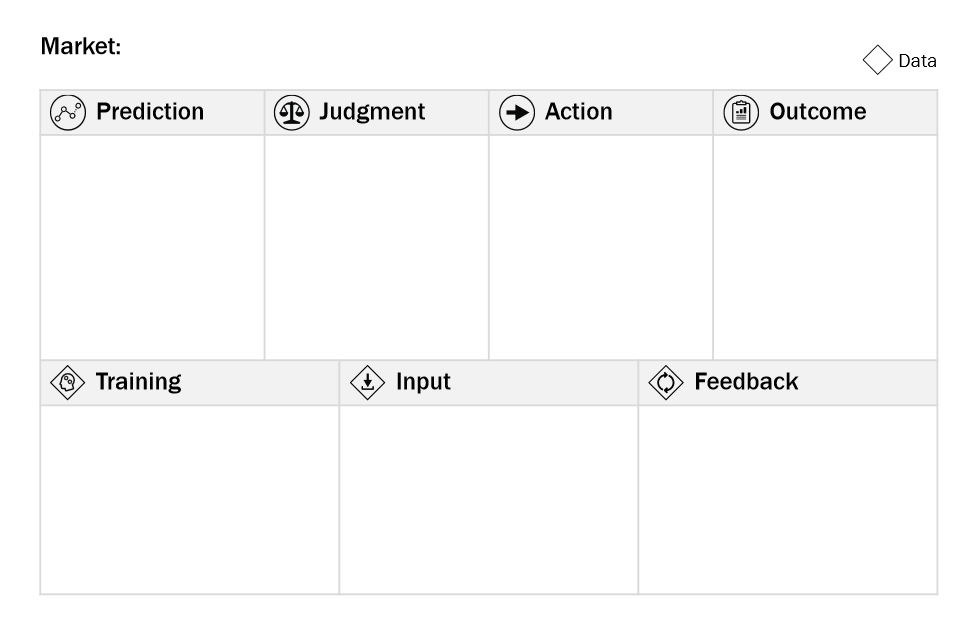 Market:
Data
Prediction
Judgment
Action
Outcome
Training
Input
Feedback